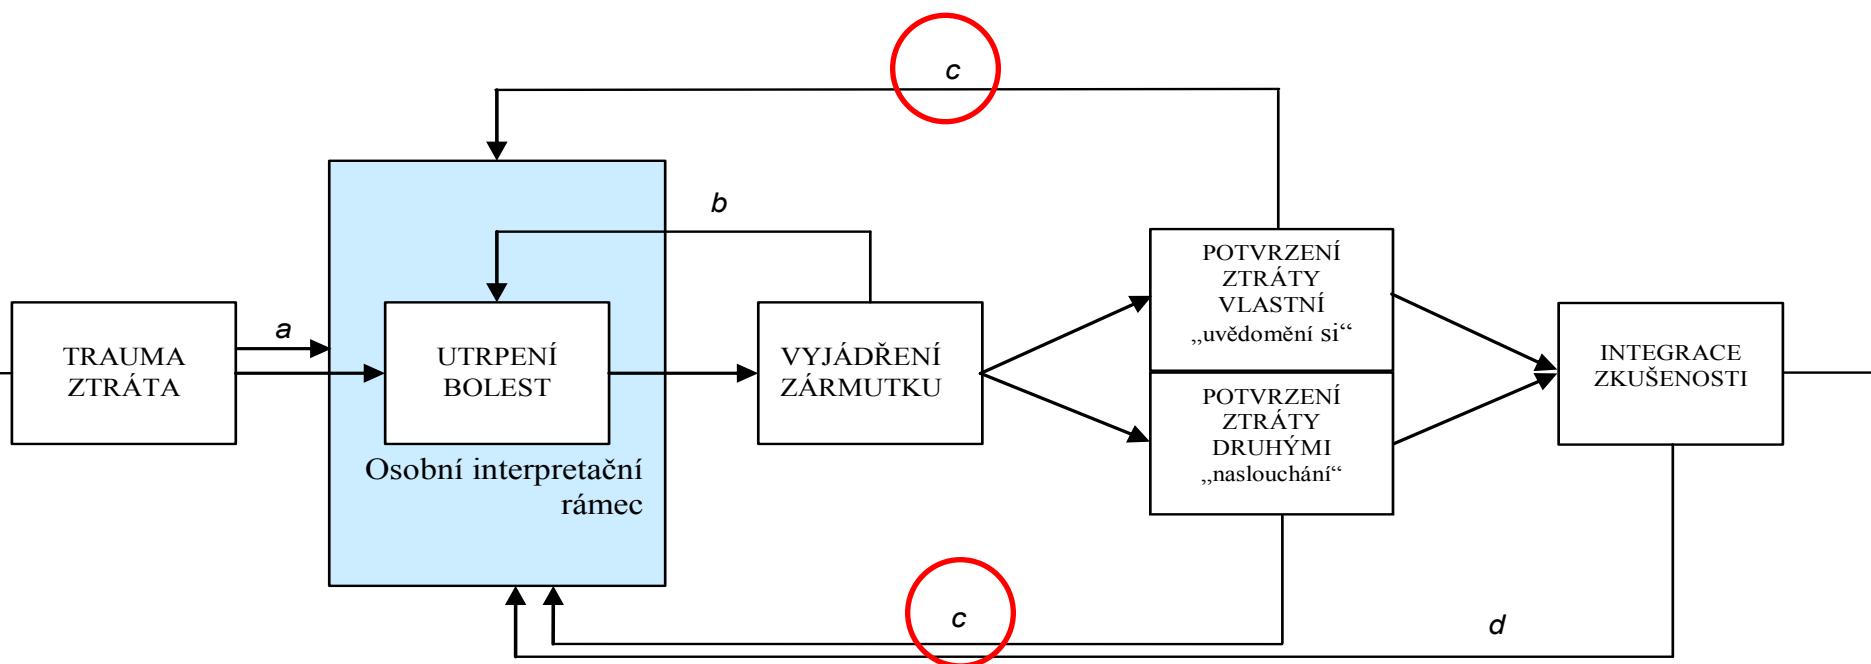 c
b
a
TRAUMA
ZTRÁTA
UTRPENÍ
BOLEST
Osobní interpretační
rámec
VYJÁDŘENÍ
ZÁRMUTKU
POTVRZENÍ
ZTRÁTY
VLASTNÍ
„uvědomění si“
POTVRZENÍ
ZTRÁTY
DRUHÝMI
„naslouchání“
INTEGRACE
ZKUŠENOSTI
c
d